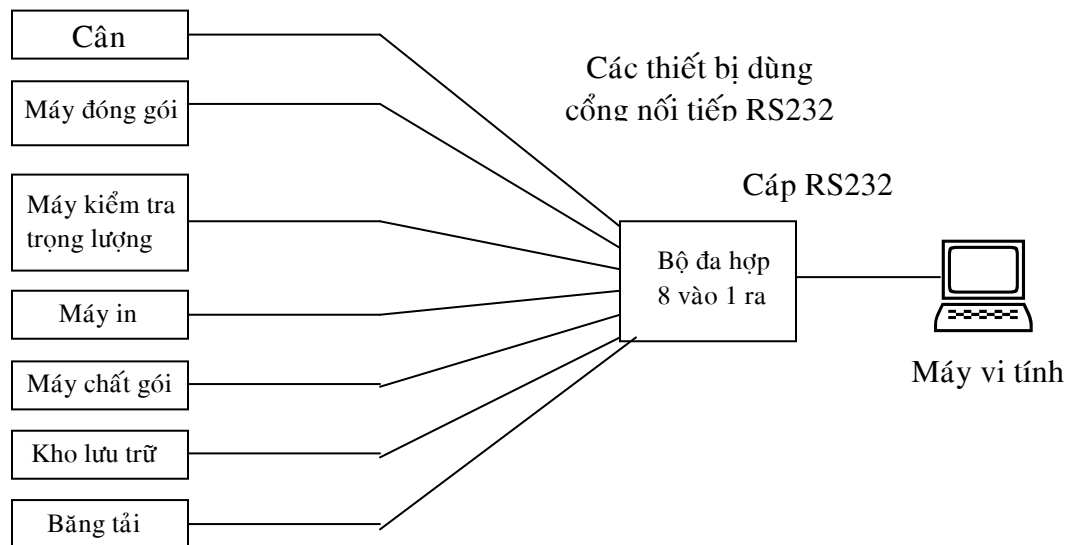 Cân
Máy đóng gói
Các thiết bị dùng
cổng nối tiếp RS232
Máy kiểm tra
trọng lượng
Cáp RS232
Bộ đa hợp
8 vào 1 ra
Máy in
Máy chất gói
Máy vi tính
Kho lưu trữ
Băng tải